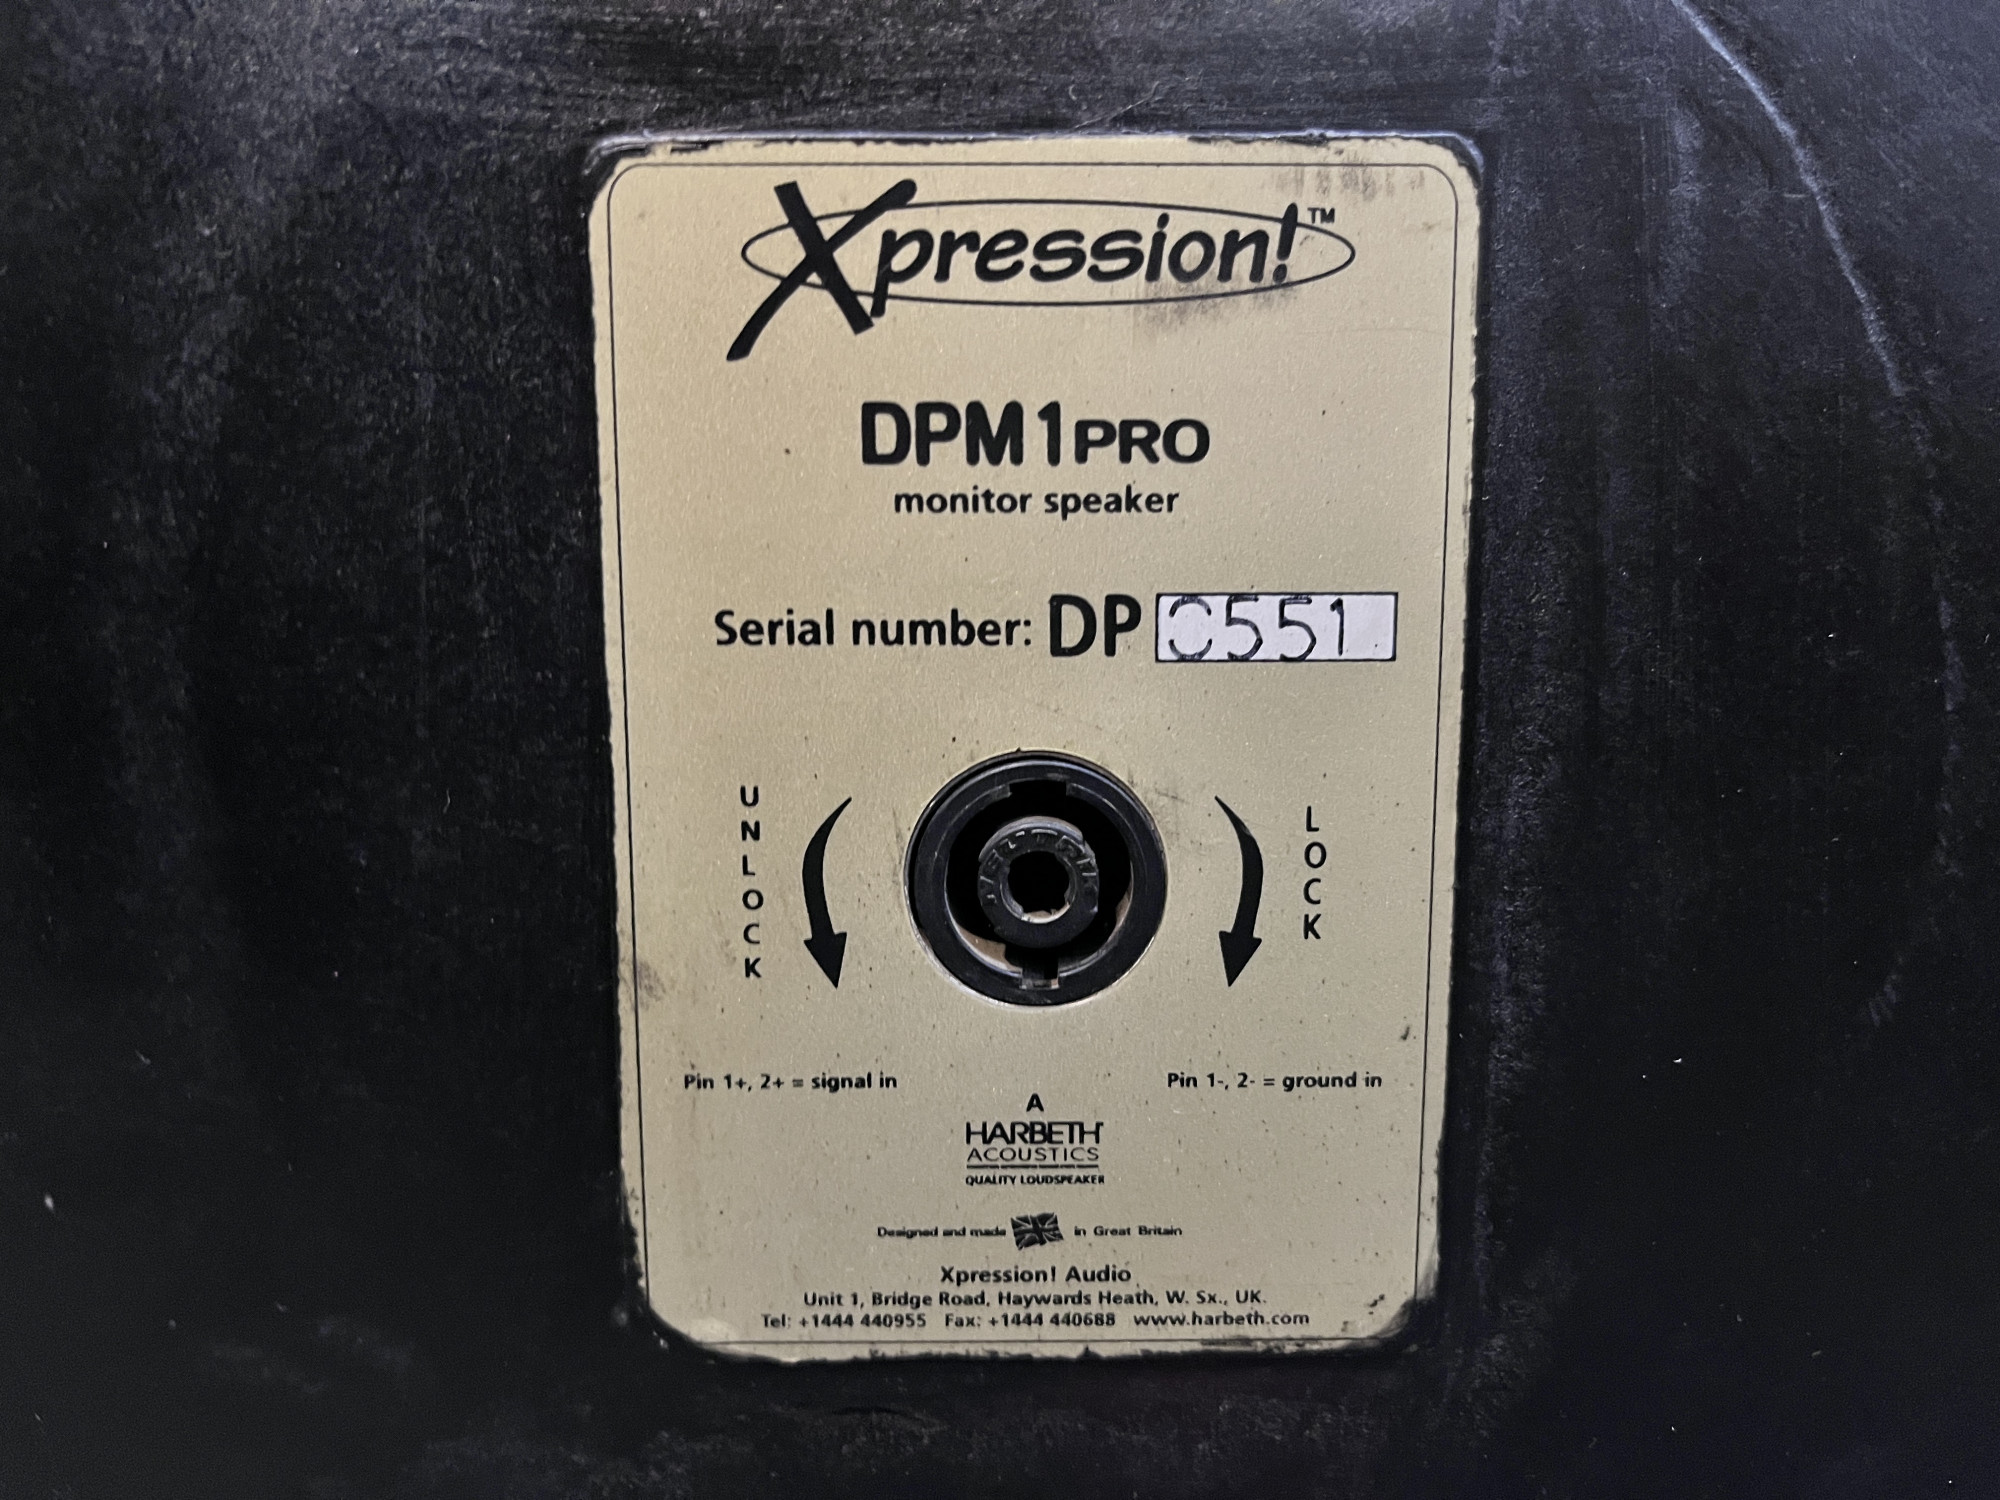 Xpression!™
DPM1PRO
monitor speaker
Serial number: DP 0551
UNLOCK
LOCK
NEUTRIK
Pin 1+, 2+ = signal in
Pin 1-, 2- = ground in
A
HARBETH
ACOUSTICS
QUALITY LOUDSPEAKER
Designed and made in Great Britain
Xpression! Audio
Unit 1, Bridge Road, Haywards Heath, W. Sx., UK.
Tel: +1444 440955 Fax: +1444 440688 www.harbeth.com